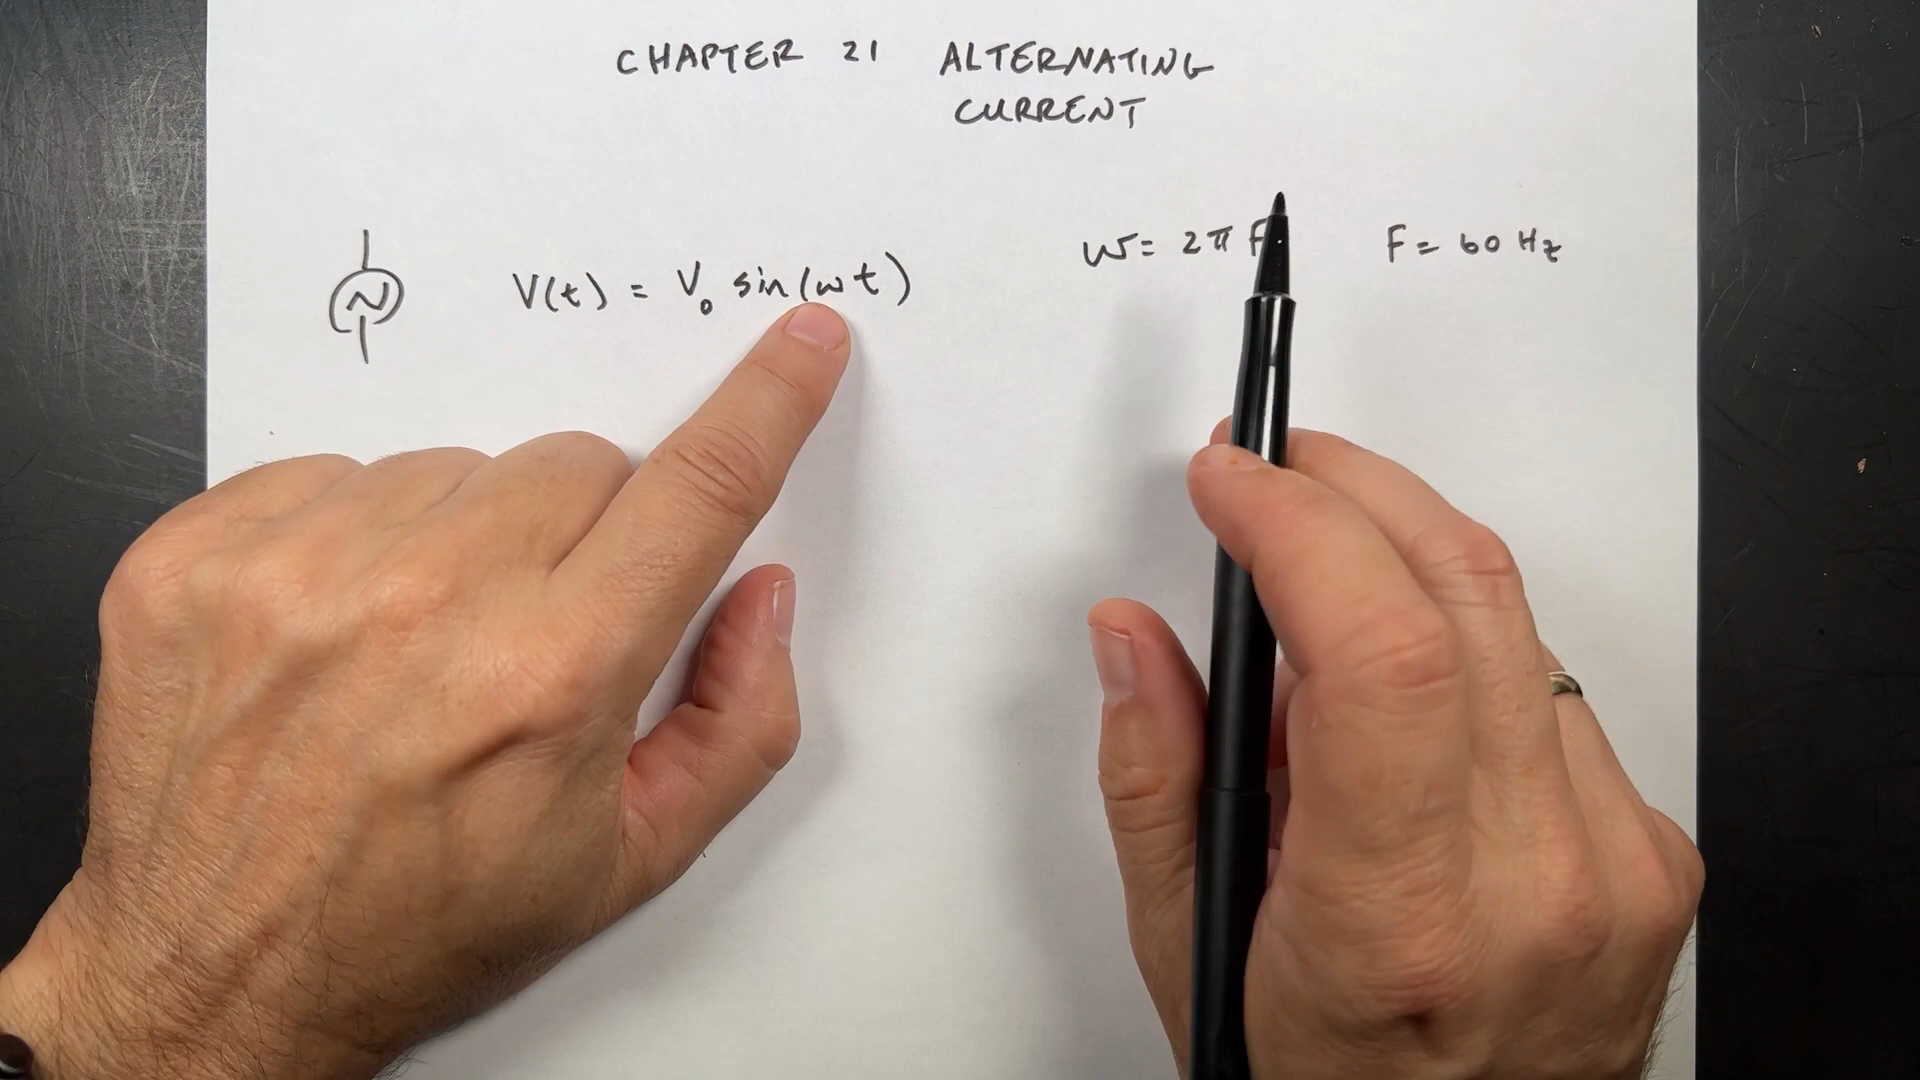 CHAPTER 21 ALTERNATING
CURRENT
V(t) = V₀ sin(ωt)
ω = 2π F
F = 60 Hz